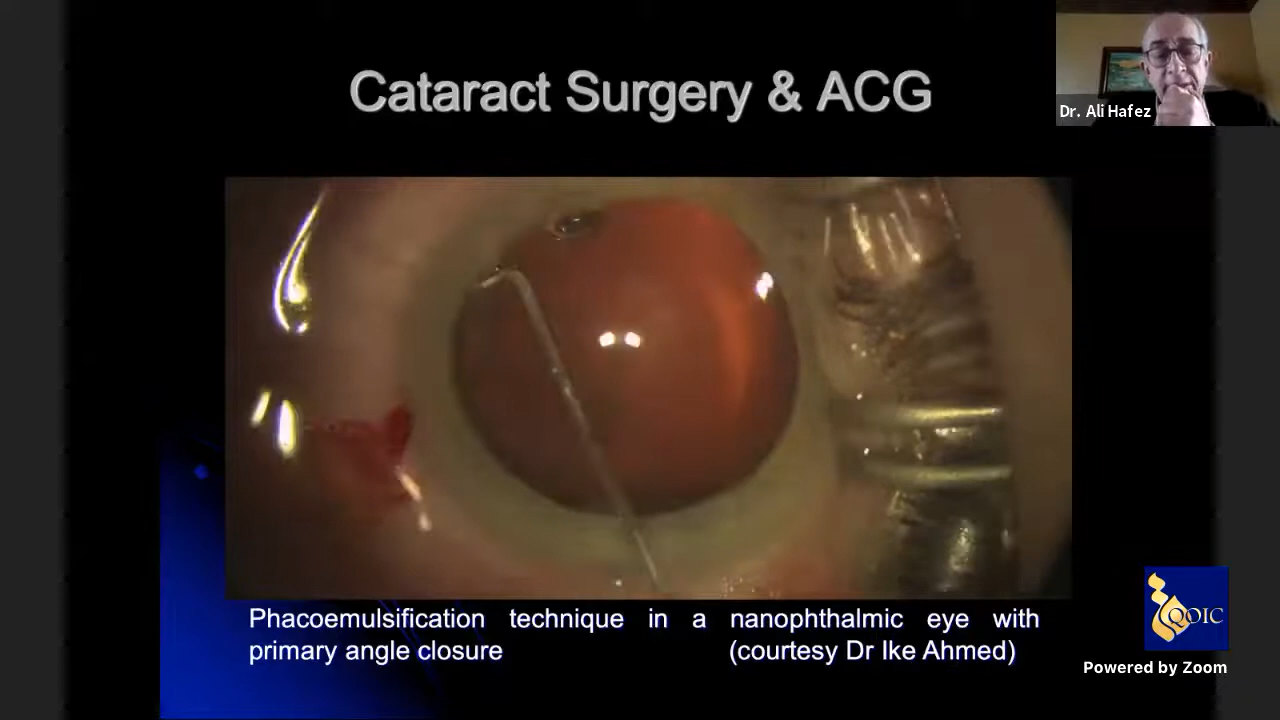 Cataract Surgery & ACG
Dr. Ali Hafez
Phacoemulsification technique in a nanophthalmic eye with
primary angle closure (courtesy Dr Ike Ahmed)
QOIC
Powered by Zoom